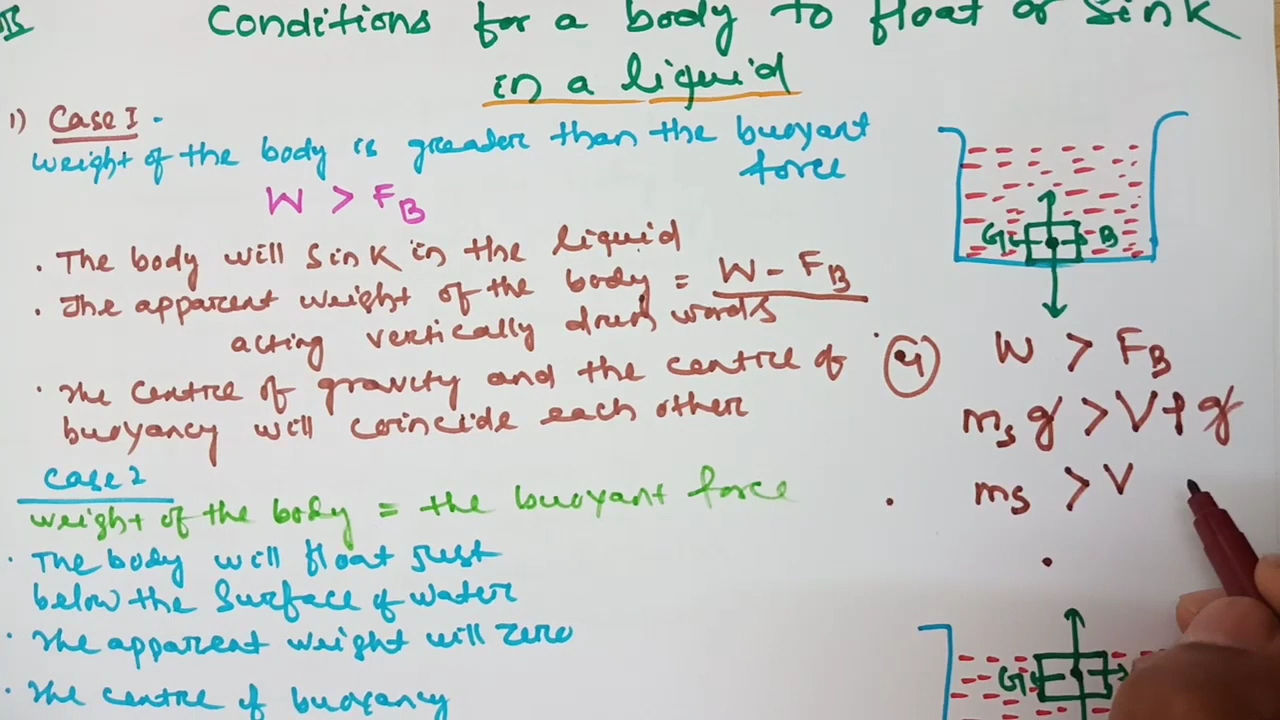 Conditions for a body to float or sink
in a liquid
1) Case I -
weight of the body is greader than the buoyant
force
W > FB
. The body will sink in the liquid
. The apparent weight of the body = W - FB
acting vertically down words
. The centre of gravity and the centre of
buoyancy will coincide each other
Case 2
weight of the body = the buoyant force
. The body will float just
below the surface of water
. The apparent weight will zero
. The centre of buoyancy
G B
W > FB
ms g > V f g
ms > V
G